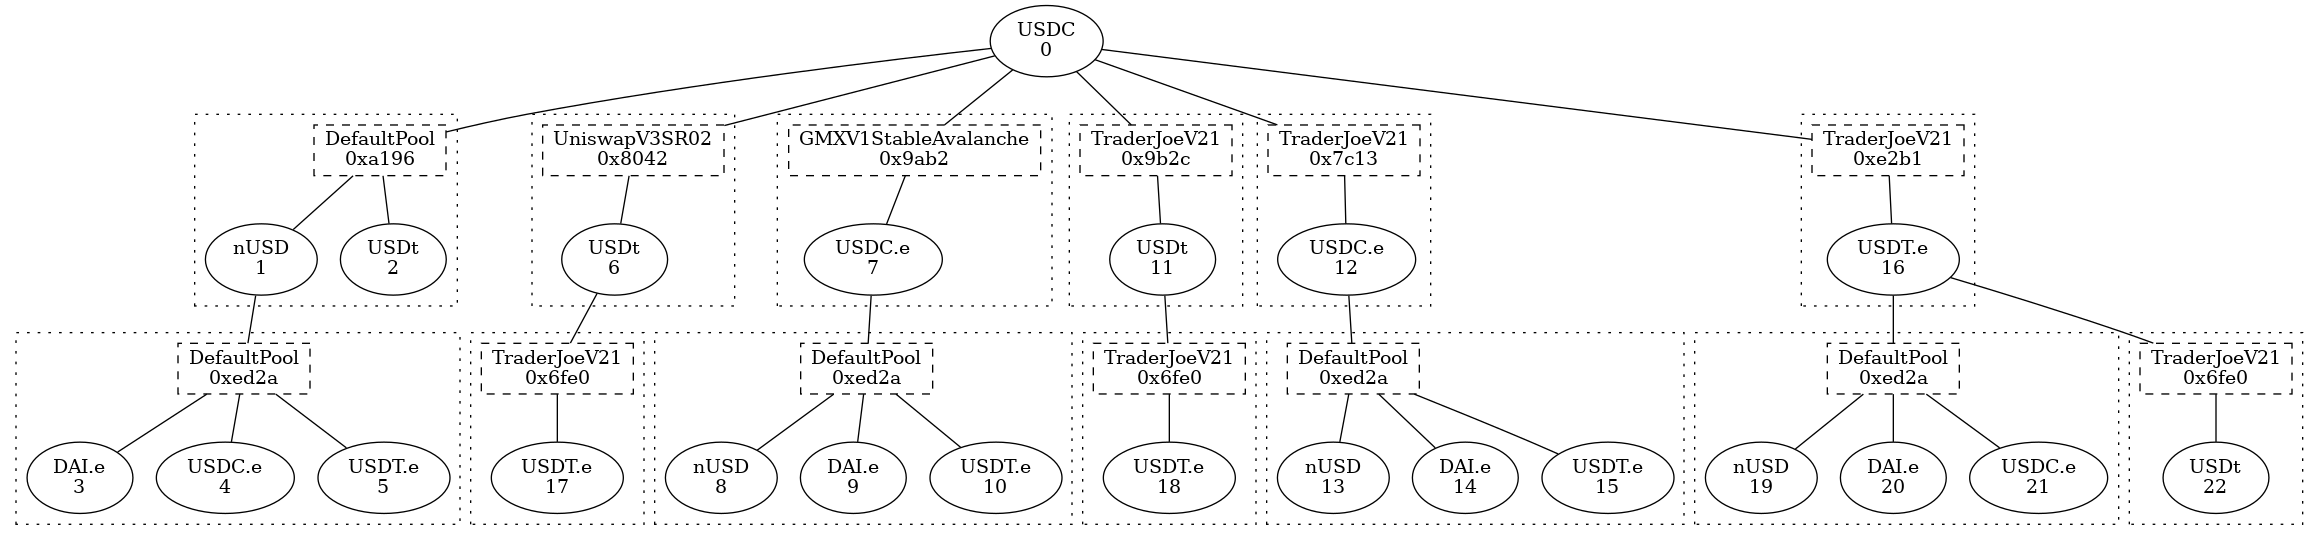 USDC
0
DefaultPool
0xa196
UniswapV3SR02
0x8042
GMXV1StableAvalanche
0x9ab2
TraderJoeV21
0x9b2c
TraderJoeV21
0x7c13
TraderJoeV21
0xe2b1
nUSD
1
USDt
2
USDt
6
USDC.e
7
USDt
11
USDC.e
12
USDT.e
16
DefaultPool
0xed2a
TraderJoeV21
0x6fe0
DefaultPool
0xed2a
TraderJoeV21
0x6fe0
DefaultPool
0xed2a
DefaultPool
0xed2a
TraderJoeV21
0x6fe0
DAI.e
3
USDC.e
4
USDT.e
5
USDT.e
17
nUSD
8
DAI.e
9
USDT.e
10
USDT.e
18
nUSD
13
DAI.e
14
USDT.e
15
nUSD
19
DAI.e
20
USDC.e
21
USDt
22